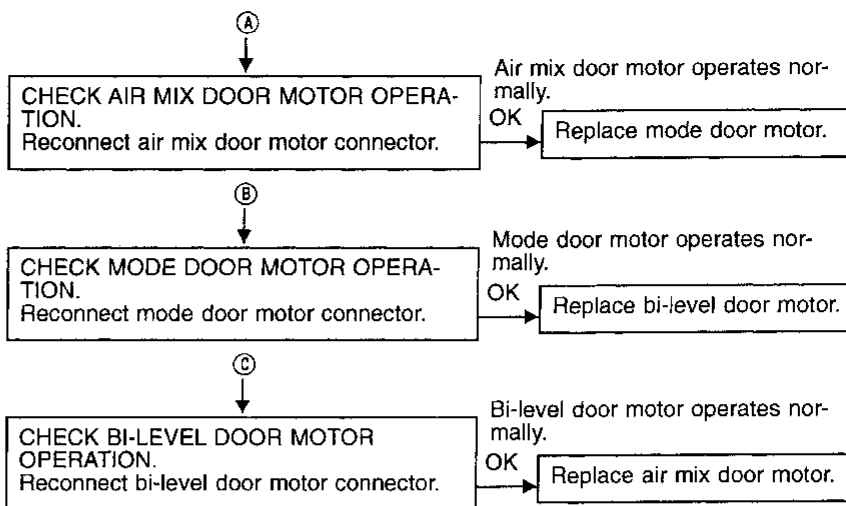 A
CHECK AIR MIX DOOR MOTOR OPERA-
TION.
Reconnect air mix door motor connector.
Air mix door motor operates nor-
mally.
OK
Replace mode door motor.
B
CHECK MODE DOOR MOTOR OPERA-
TION.
Reconnect mode door motor connector.
Mode door motor operates nor-
mally.
OK
Replace bi-level door motor.
C
CHECK BI-LEVEL DOOR MOTOR
OPERATION.
Reconnect bi-level door motor connector.
Bi-level door motor operates nor-
mally.
OK
Replace air mix door motor.